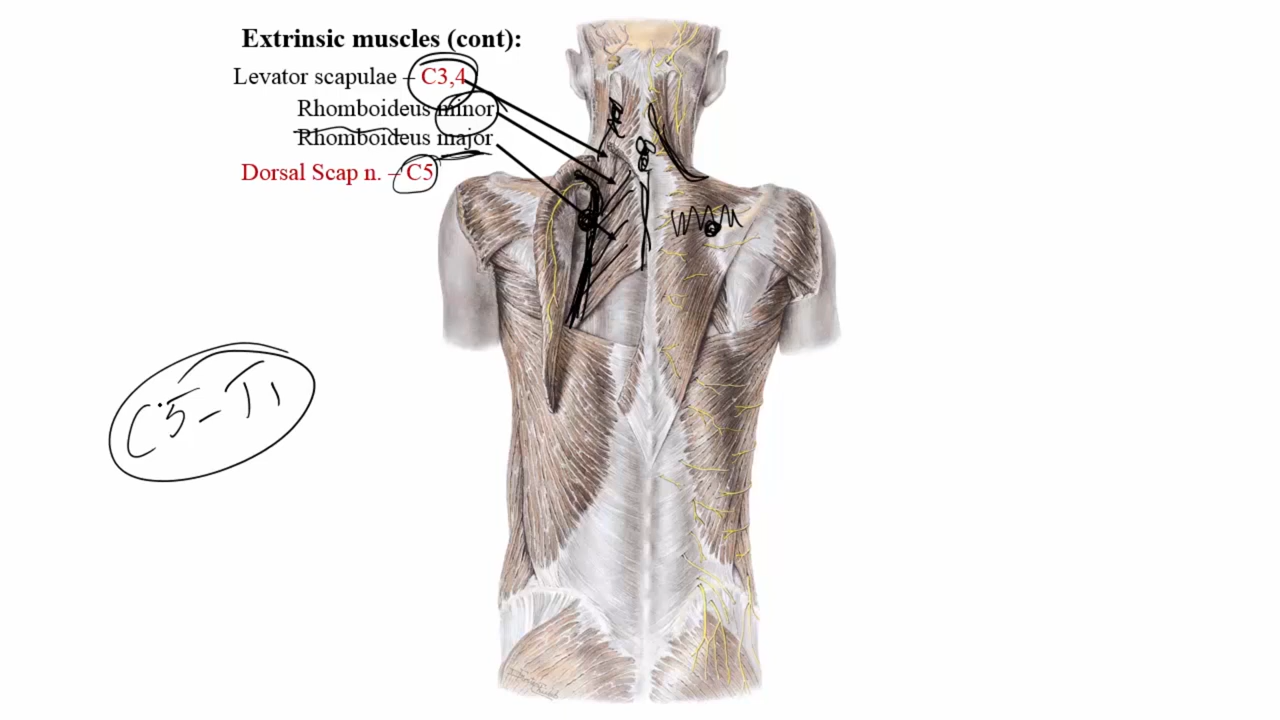 Extrinsic muscles (cont):
Levator scapulae – C3,4
Rhomboideus minor
Rhomboideus major
Dorsal Scap n. – C5
C5-T1